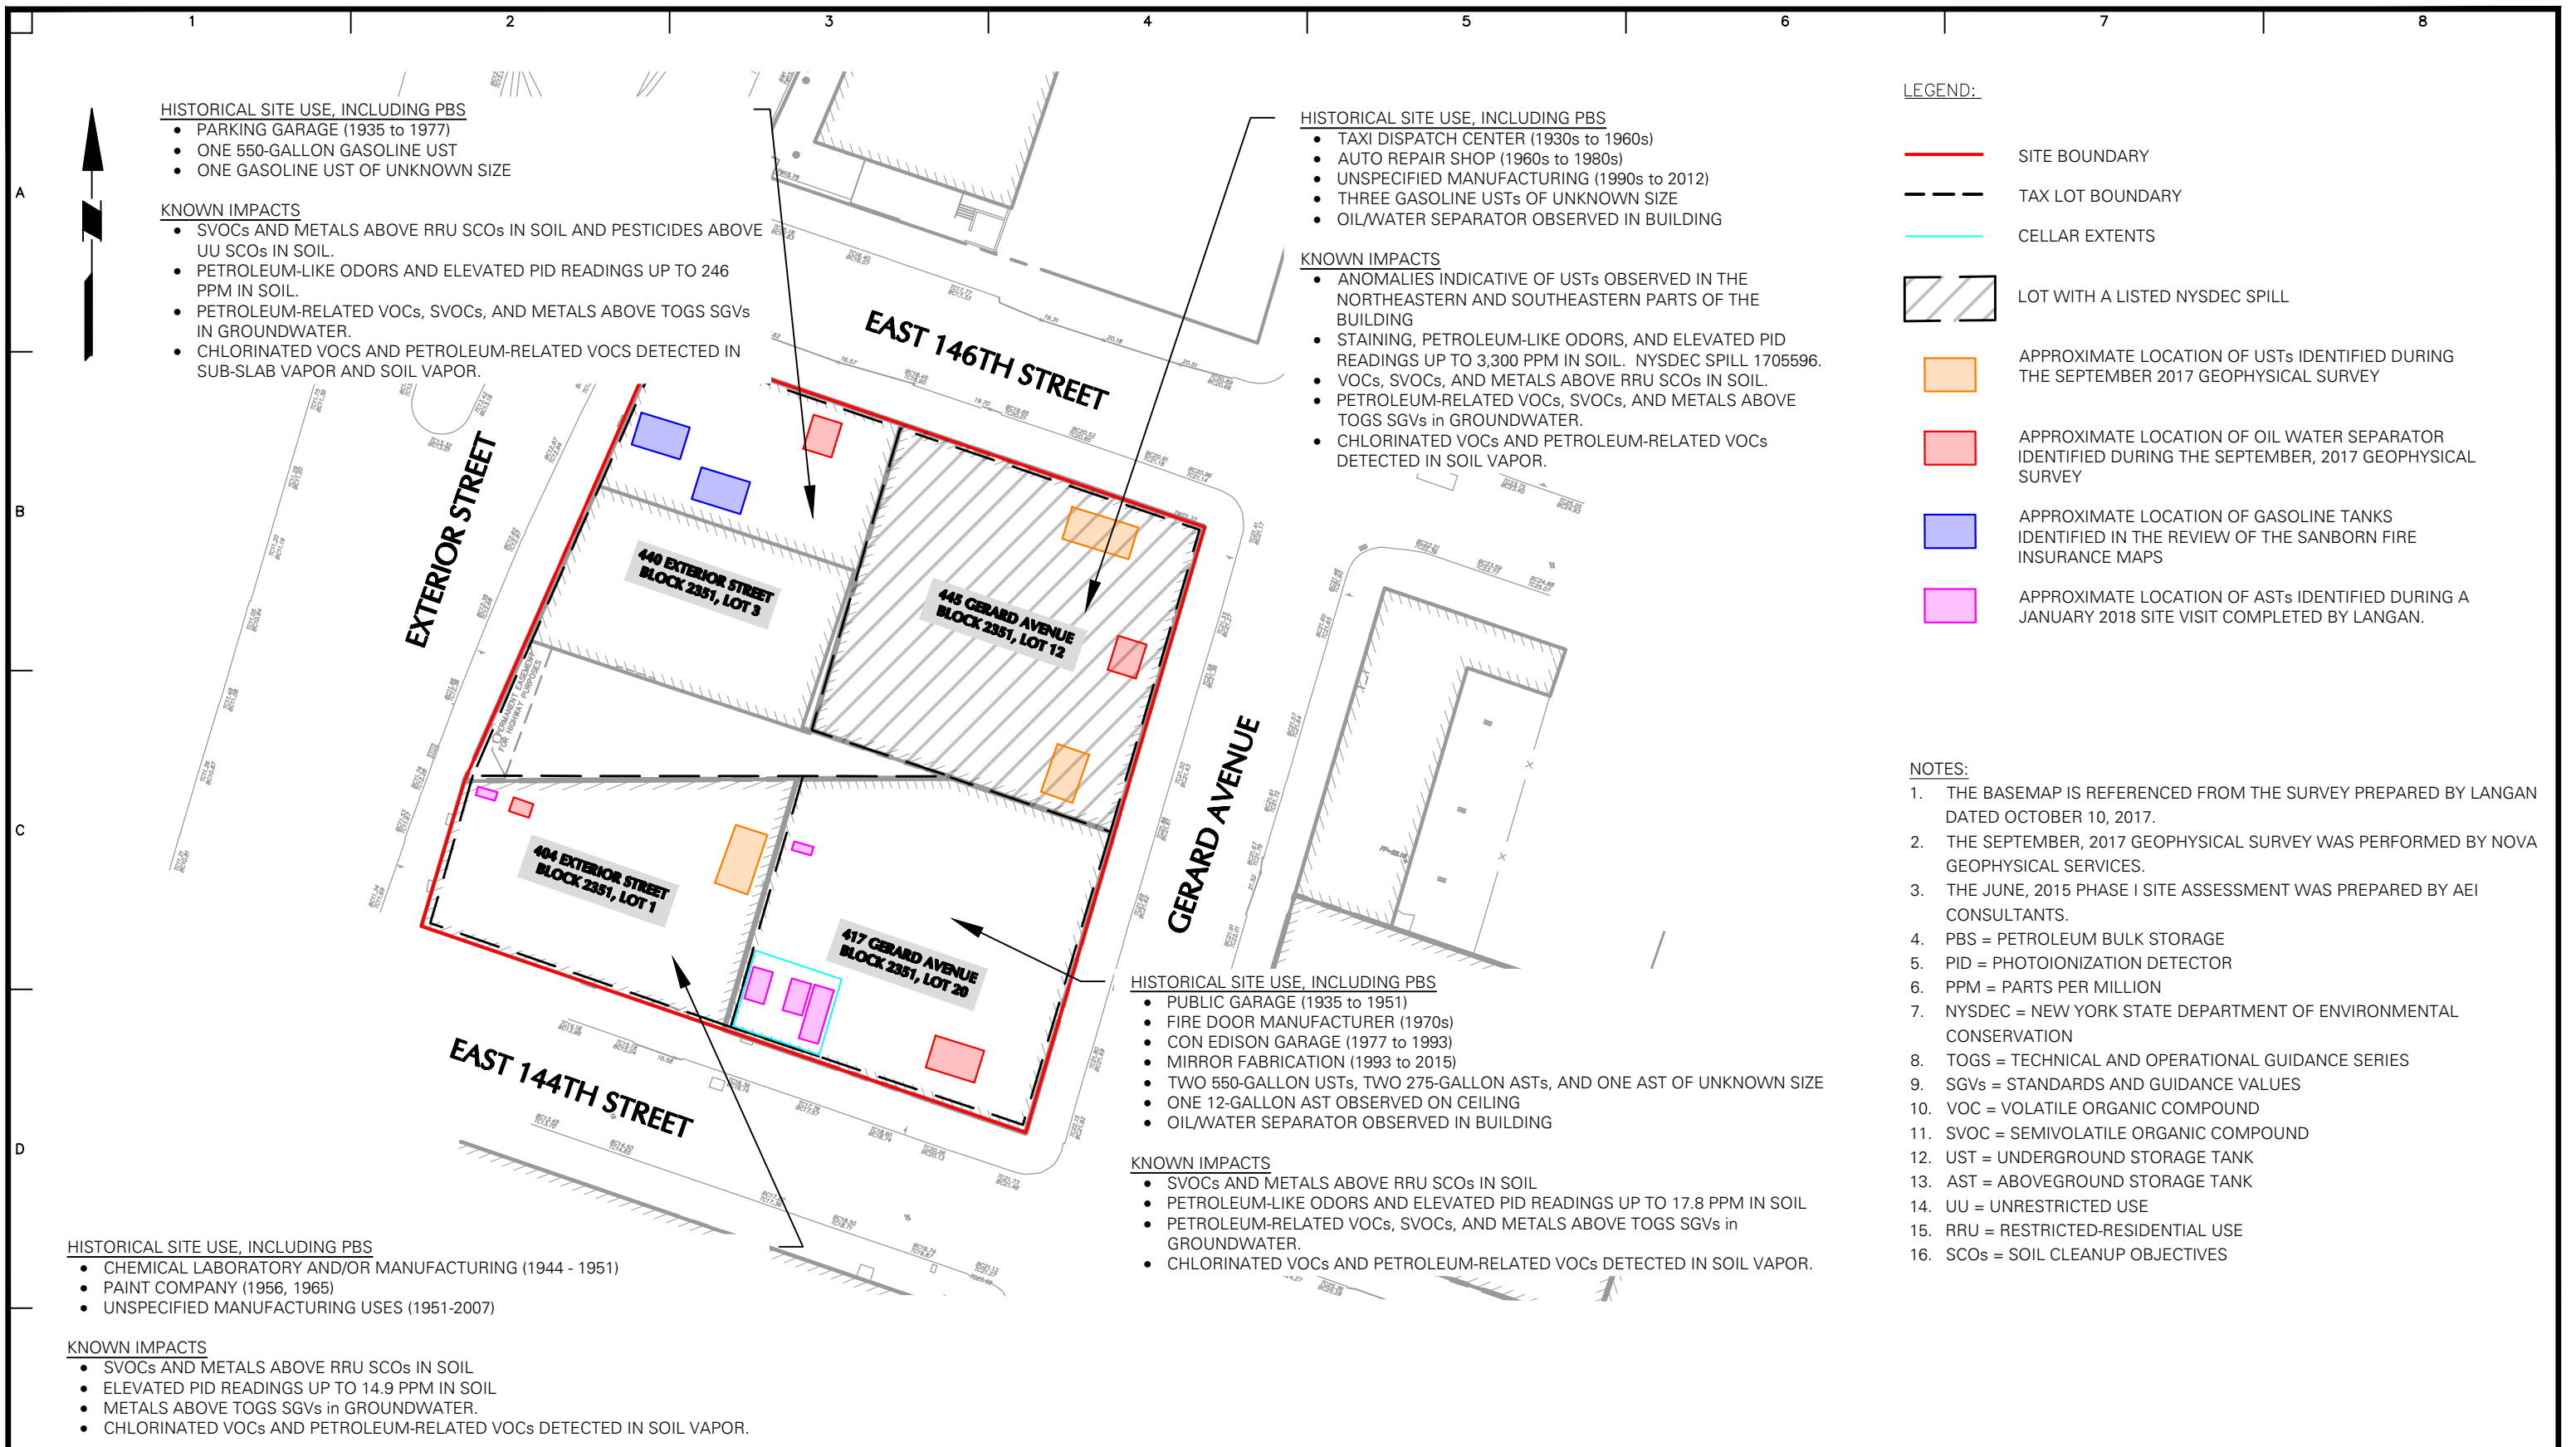 1 2 3 4 5 6 7 8
A
B
C
D
HISTORICAL SITE USE, INCLUDING PBS
• PARKING GARAGE (1935 to 1977)
• ONE 550-GALLON GASOLINE UST
• ONE GASOLINE UST OF UNKNOWN SIZE
KNOWN IMPACTS
• SVOCs AND METALS ABOVE RRU SCOs IN SOIL AND PESTICIDES ABOVE
UU SCOs IN SOIL.
• PETROLEUM-LIKE ODORS AND ELEVATED PID READINGS UP TO 246
PPM IN SOIL.
• PETROLEUM-RELATED VOCs, SVOCs, AND METALS ABOVE TOGS SGVs
IN GROUNDWATER.
• CHLORINATED VOCS AND PETROLEUM-RELATED VOCS DETECTED IN
SUB-SLAB VAPOR AND SOIL VAPOR.
HISTORICAL SITE USE, INCLUDING PBS
• TAXI DISPATCH CENTER (1930s to 1960s)
• AUTO REPAIR SHOP (1960s to 1980s)
• UNSPECIFIED MANUFACTURING (1990s to 2012)
• THREE GASOLINE USTs OF UNKNOWN SIZE
• OIL/WATER SEPARATOR OBSERVED IN BUILDING
KNOWN IMPACTS
• ANOMALIES INDICATIVE OF USTs OBSERVED IN THE
NORTHEASTERN AND SOUTHEASTERN PARTS OF THE
BUILDING
• STAINING, PETROLEUM-LIKE ODORS, AND ELEVATED PID
READINGS UP TO 3,300 PPM IN SOIL. NYSDEC SPILL 1705596.
• VOCs, SVOCs, AND METALS ABOVE RRU SCOs IN SOIL.
• PETROLEUM-RELATED VOCs, SVOCs, AND METALS ABOVE
TOGS SGVs in GROUNDWATER.
• CHLORINATED VOCs AND PETROLEUM-RELATED VOCs
DETECTED IN SOIL VAPOR.
EAST 146TH STREET
EXTERIOR STREET
GERARD AVENUE
EAST 144TH STREET
440 EXTERIOR STREET
BLOCK 2351, LOT 3
445 GERARD AVENUE
BLOCK 2351, LOT 12
PERMANENT EASEMENT
FOR HIGHWAY PURPOSES
404 EXTERIOR STREET
BLOCK 2351, LOT 1
417 GERARD AVENUE
BLOCK 2351, LOT 20
HISTORICAL SITE USE, INCLUDING PBS
• PUBLIC GARAGE (1935 to 1951)
• FIRE DOOR MANUFACTURER (1970s)
• CON EDISON GARAGE (1977 to 1993)
• MIRROR FABRICATION (1993 to 2015)
• TWO 550-GALLON USTs, TWO 275-GALLON ASTs, AND ONE AST OF UNKNOWN SIZE
• ONE 12-GALLON AST OBSERVED ON CEILING
• OIL/WATER SEPARATOR OBSERVED IN BUILDING
KNOWN IMPACTS
• SVOCs AND METALS ABOVE RRU SCOs IN SOIL
• PETROLEUM-LIKE ODORS AND ELEVATED PID READINGS UP TO 17.8 PPM IN SOIL
• PETROLEUM-RELATED VOCs, SVOCs, AND METALS ABOVE TOGS SGVs in
GROUNDWATER.
• CHLORINATED VOCs AND PETROLEUM-RELATED VOCs DETECTED IN SOIL VAPOR.
HISTORICAL SITE USE, INCLUDING PBS
• CHEMICAL LABORATORY AND/OR MANUFACTURING (1944 - 1951)
• PAINT COMPANY (1956, 1965)
• UNSPECIFIED MANUFACTURING USES (1951-2007)
KNOWN IMPACTS
• SVOCs AND METALS ABOVE RRU SCOs IN SOIL
• ELEVATED PID READINGS UP TO 14.9 PPM IN SOIL
• METALS ABOVE TOGS SGVs in GROUNDWATER.
• CHLORINATED VOCs AND PETROLEUM-RELATED VOCs DETECTED IN SOIL VAPOR.
LEGEND:
SITE BOUNDARY
TAX LOT BOUNDARY
CELLAR EXTENTS
LOT WITH A LISTED NYSDEC SPILL
APPROXIMATE LOCATION OF USTs IDENTIFIED DURING
THE SEPTEMBER 2017 GEOPHYSICAL SURVEY
APPROXIMATE LOCATION OF OIL WATER SEPARATOR
IDENTIFIED DURING THE SEPTEMBER, 2017 GEOPHYSICAL
SURVEY
APPROXIMATE LOCATION OF GASOLINE TANKS
IDENTIFIED IN THE REVIEW OF THE SANBORN FIRE
INSURANCE MAPS
APPROXIMATE LOCATION OF ASTs IDENTIFIED DURING A
JANUARY 2018 SITE VISIT COMPLETED BY LANGAN.
NOTES:
1. THE BASEMAP IS REFERENCED FROM THE SURVEY PREPARED BY LANGAN
DATED OCTOBER 10, 2017.
2. THE SEPTEMBER, 2017 GEOPHYSICAL SURVEY WAS PERFORMED BY NOVA
GEOPHYSICAL SERVICES.
3. THE JUNE, 2015 PHASE I SITE ASSESSMENT WAS PREPARED BY AEI
CONSULTANTS.
4. PBS = PETROLEUM BULK STORAGE
5. PID = PHOTOIONIZATION DETECTOR
6. PPM = PARTS PER MILLION
7. NYSDEC = NEW YORK STATE DEPARTMENT OF ENVIRONMENTAL
CONSERVATION
8. TOGS = TECHNICAL AND OPERATIONAL GUIDANCE SERIES
9. SGVs = STANDARDS AND GUIDANCE VALUES
10. VOC = VOLATILE ORGANIC COMPOUND
11. SVOC = SEMIVOLATILE ORGANIC COMPOUND
12. UST = UNDERGROUND STORAGE TANK
13. AST = ABOVEGROUND STORAGE TANK
14. UU = UNRESTRICTED USE
15. RRU = RESTRICTED-RESIDENTIAL USE
16. SCOs = SOIL CLEANUP OBJECTIVES